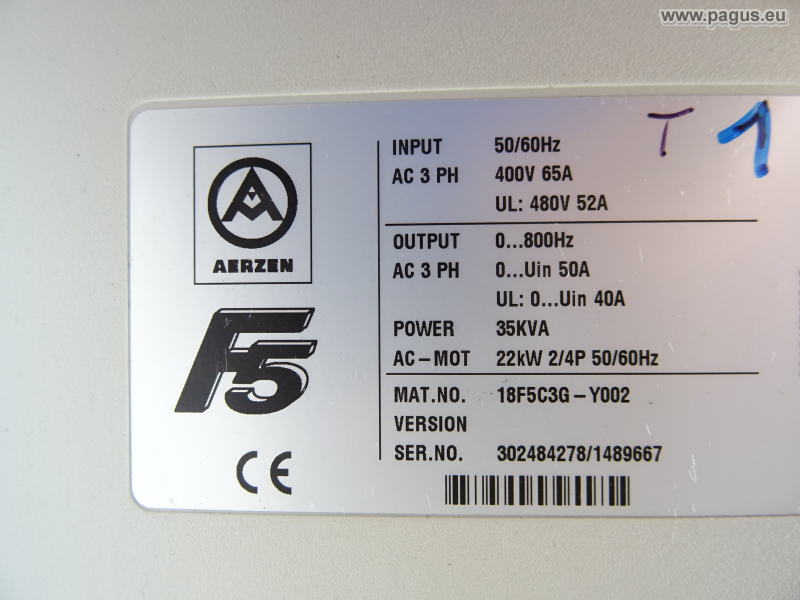 www.pagus.eu
T 1
AERZEN
F5
CE
INPUT 50/60Hz
AC 3 PH 400V 65A
UL: 480V 52A
OUTPUT 0...800Hz
AC 3 PH 0...Uin 50A
UL: 0...Uin 40A
POWER 35KVA
AC-MOT 22kW 2/4P 50/60Hz
MAT.NO. 18F5C3G-Y002
VERSION
SER.NO. 302484278/1489667